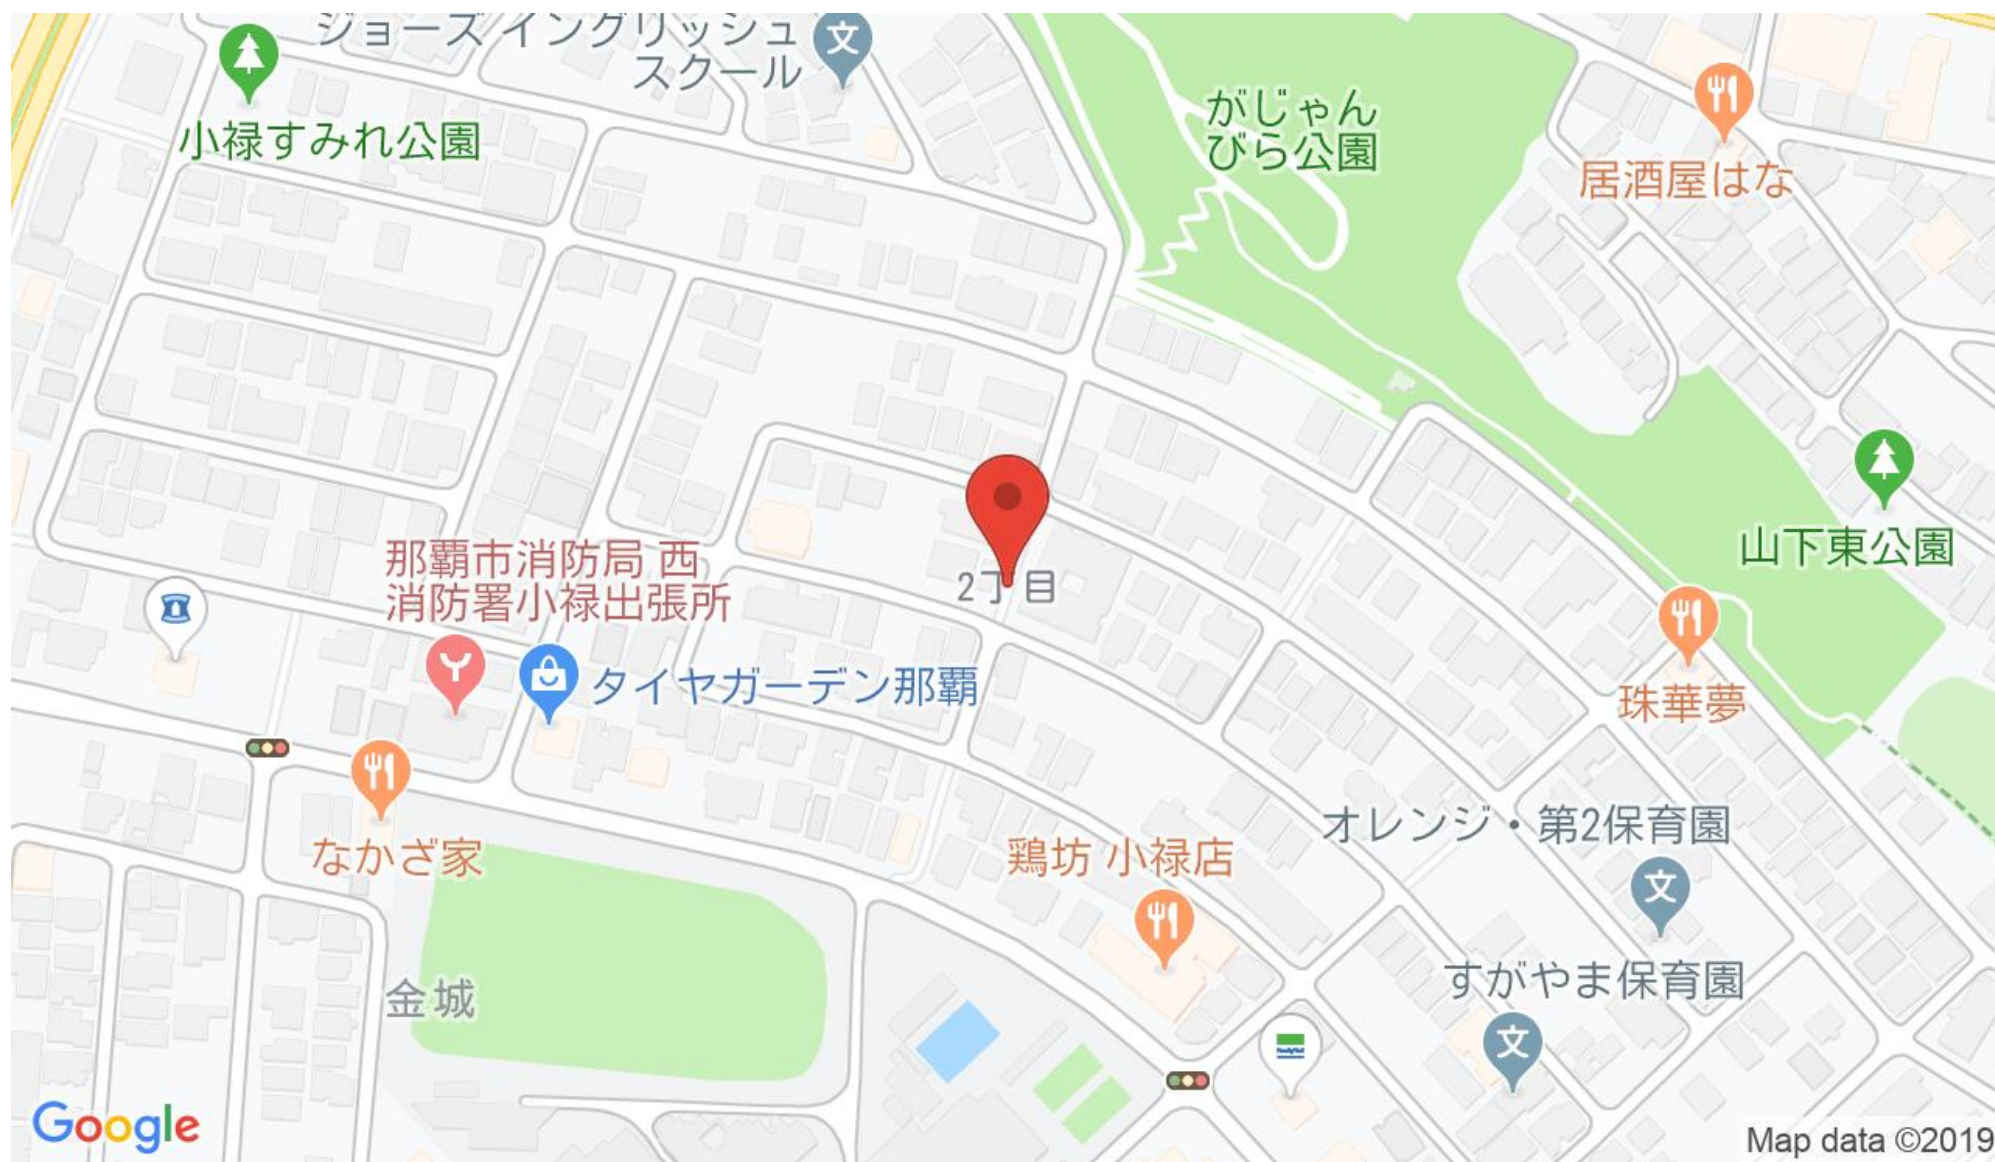 ジョーズ イングリッシュ
スクール
小禄すみれ公園
がじゃん
びら公園
居酒屋はな
山下東公園
那覇市消防局 西
消防署小禄出張所
2丁目
タイヤガーデン那覇
珠華夢
なかざ家
鶏坊 小禄店
オレンジ・第2保育園
文
文
文
すがやま保育園
金城
Google
Map data ©2019